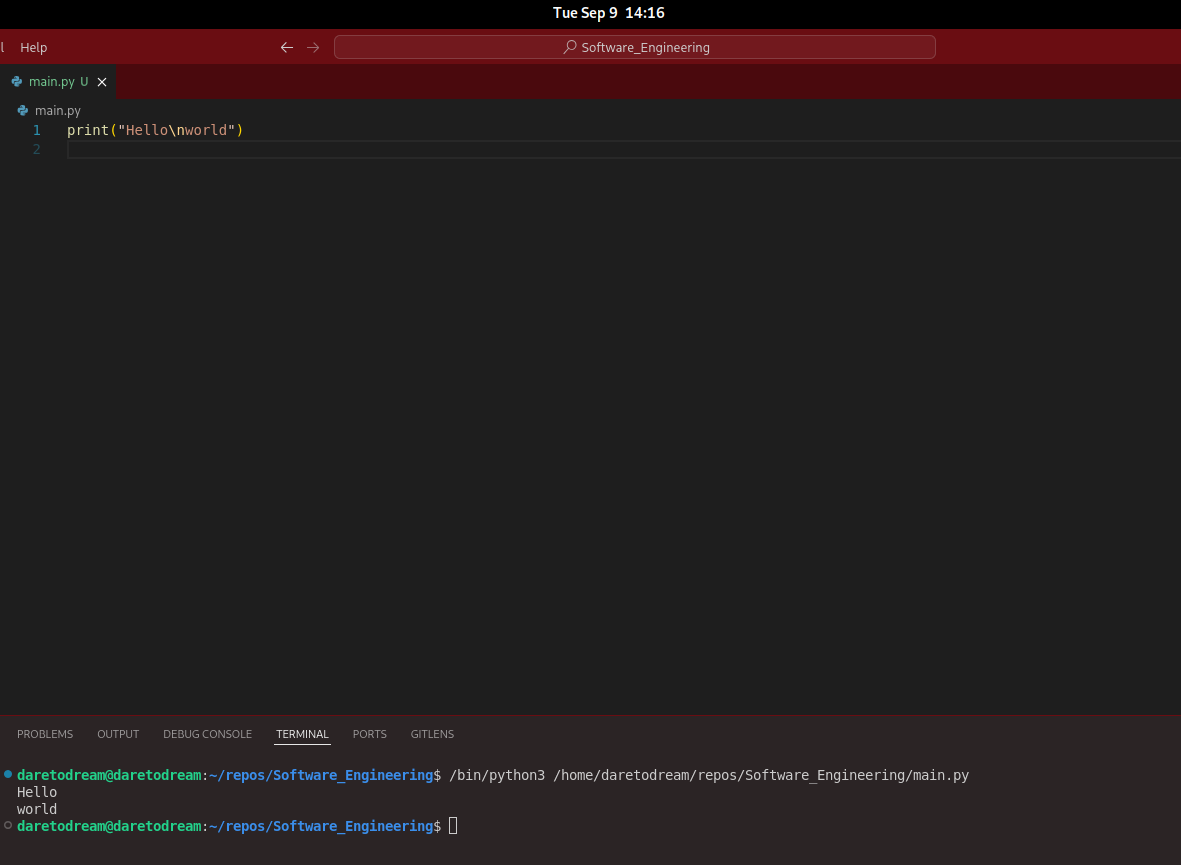 Tue Sep 9 14:16
l Help ← → Software_Engineering
main.py U ×
main.py
1 print("Hello\nworld")
2
PROBLEMS OUTPUT DEBUG CONSOLE TERMINAL PORTS GITLENS
daretodream@daretodream:~/repos/Software_Engineering$ /bin/python3 /home/daretodream/repos/Software_Engineering/main.py
Hello
world
daretodream@daretodream:~/repos/Software_Engineering$